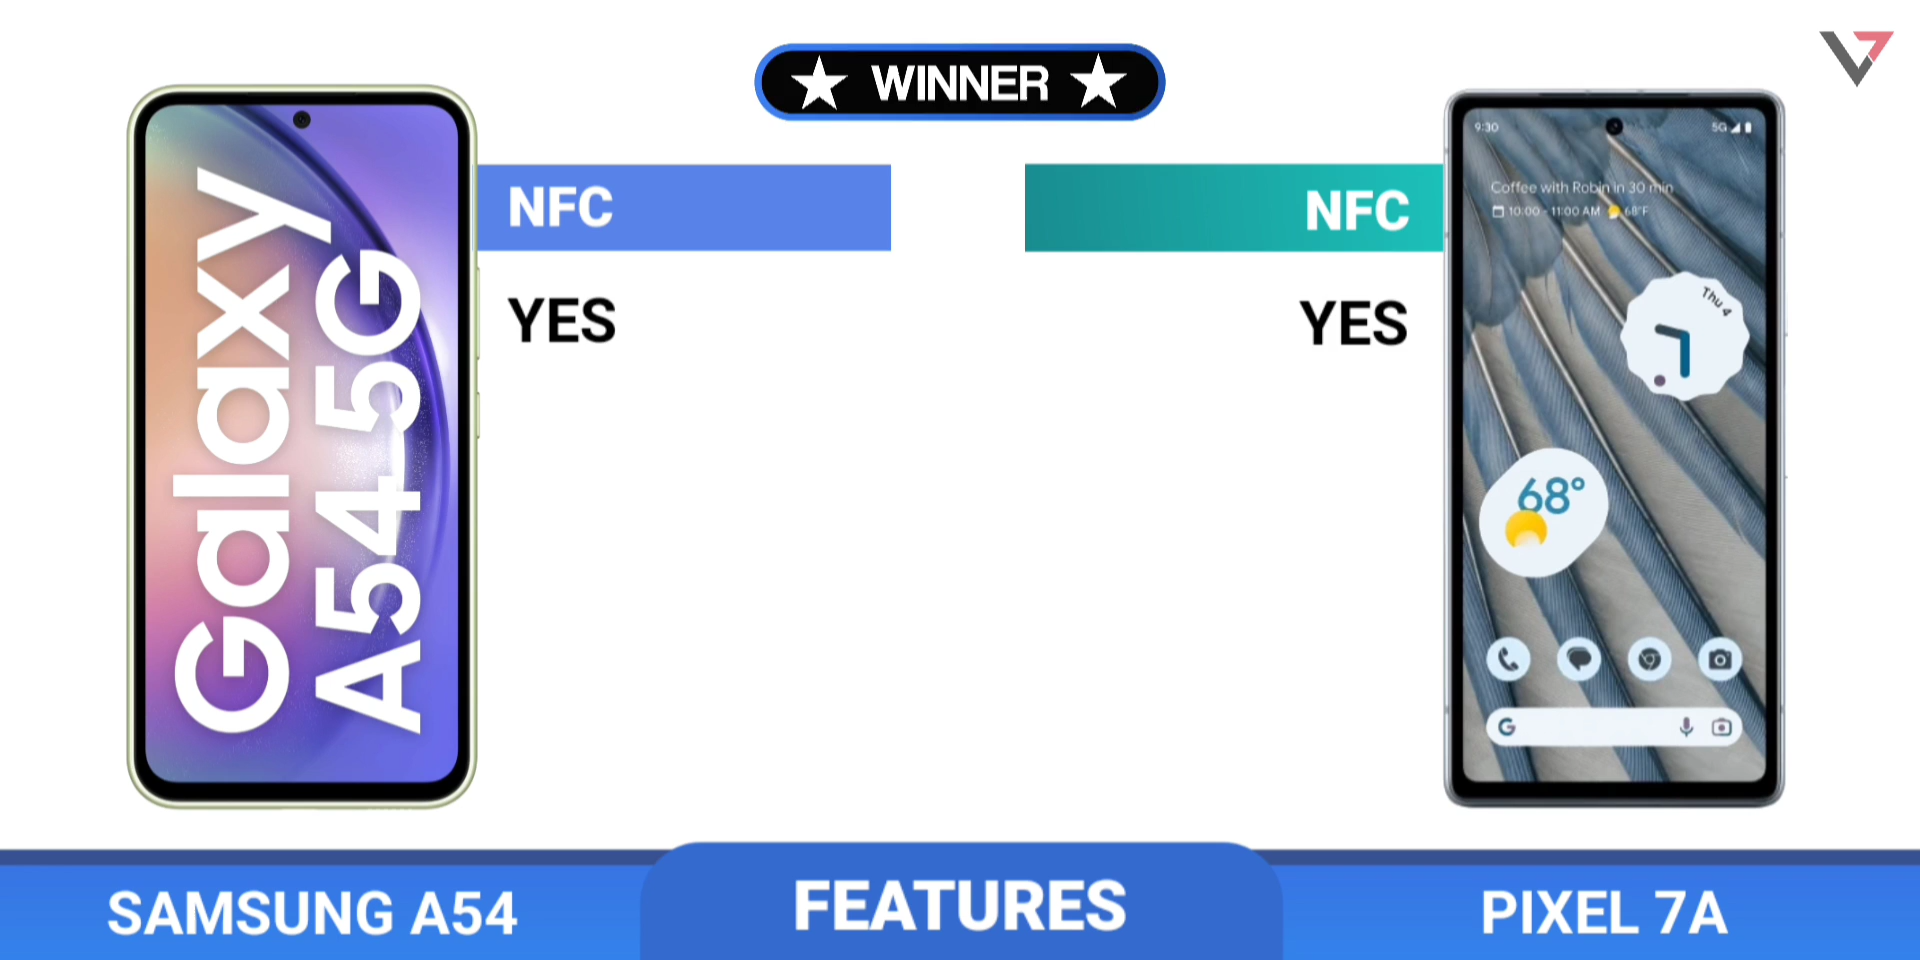 WINNER
NFC
YES
NFC
YES
Galaxy
A54 5G
9:30
5G
Coffee with Robin in 30 min
10:00 - 11:00 AM 68°F
Thu 4
68°
G
SAMSUNG A54
FEATURES
PIXEL 7A